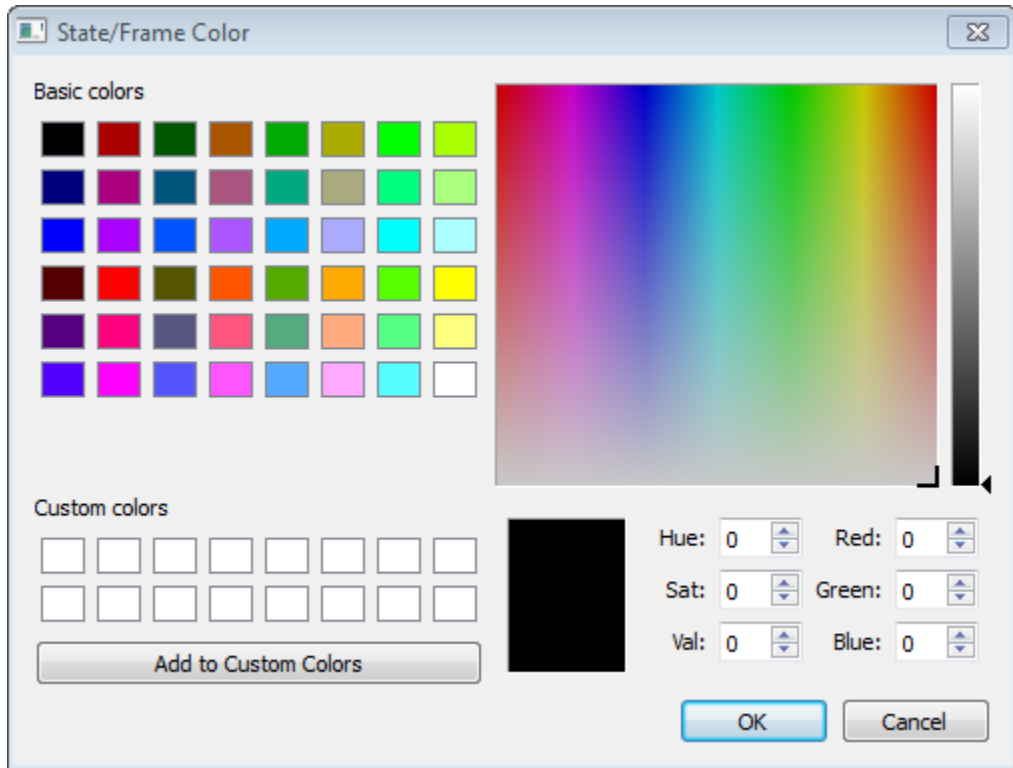 State/Frame Color
Basic colors
Custom colors
Add to Custom Colors
Hue: 0 Red: 0
Sat: 0 Green: 0
Val: 0 Blue: 0
OK Cancel